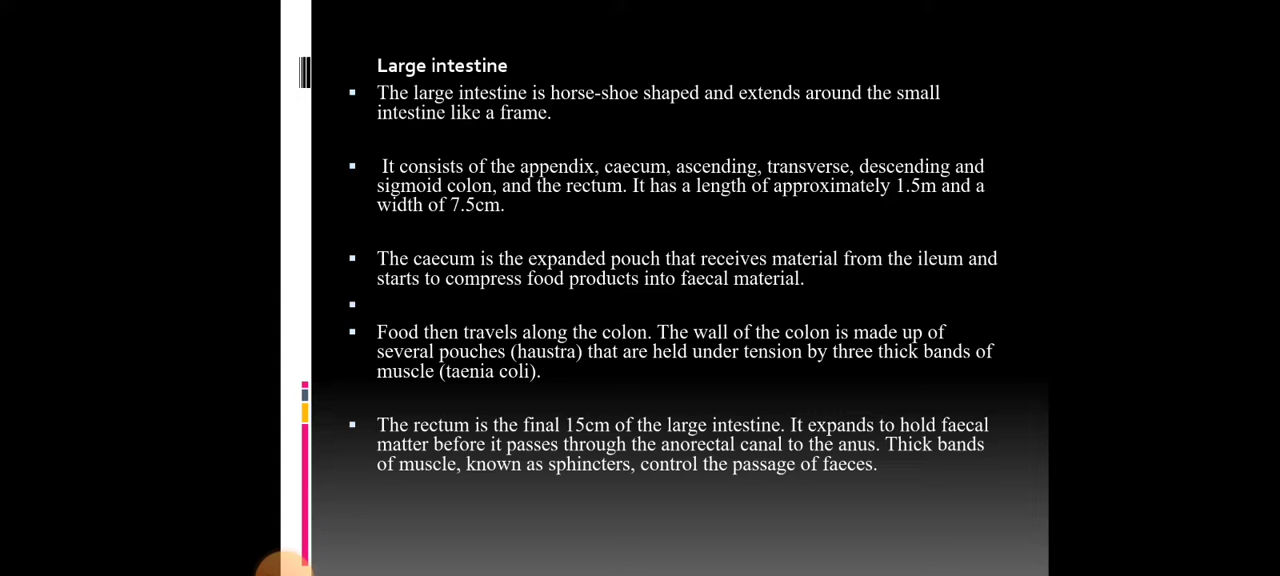 Large intestine
▪ The large intestine is horse-shoe shaped and extends around the small
intestine like a frame.
▪ It consists of the appendix, caecum, ascending, transverse, descending and
sigmoid colon, and the rectum. It has a length of approximately 1.5m and a
width of 7.5cm.
▪ The caecum is the expanded pouch that receives material from the ileum and
starts to compress food products into faecal material.
▪
▪ Food then travels along the colon. The wall of the colon is made up of
several pouches (haustra) that are held under tension by three thick bands of
muscle (taenia coli).
▪ The rectum is the final 15cm of the large intestine. It expands to hold faecal
matter before it passes through the anorectal canal to the anus. Thick bands
of muscle, known as sphincters, control the passage of faeces.